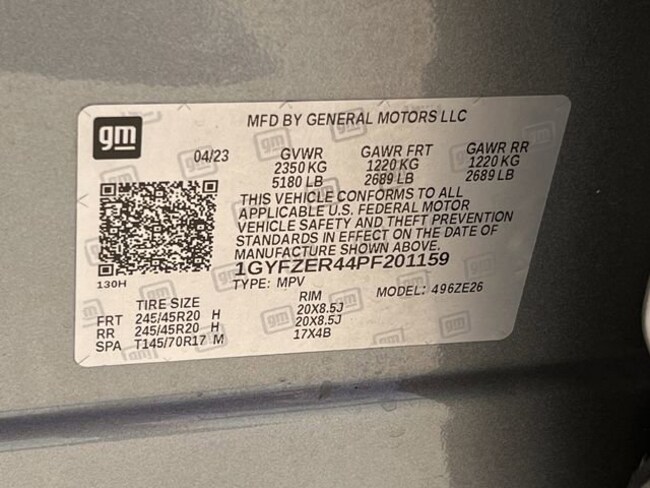 gm
MFD BY GENERAL MOTORS LLC
04/23 GVWR GAWR FRT GAWR RR
2350 KG 1220 KG 1220 KG
5180 LB 2689 LB 2689 LB
THIS VEHICLE CONFORMS TO ALL
APPLICABLE U.S. FEDERAL MOTOR
VEHICLE SAFETY AND THEFT PREVENTION
STANDARDS IN EFFECT ON THE DATE OF
MANUFACTURE SHOWN ABOVE.
1GYFZER44PF201159
130H
TYPE: MPV MODEL: 496ZE26
TIRE SIZE RIM
FRT 245/45R20 H 20X8.5J
RR 245/45R20 H 20X8.5J
SPA T145/70R17 M 17X4B